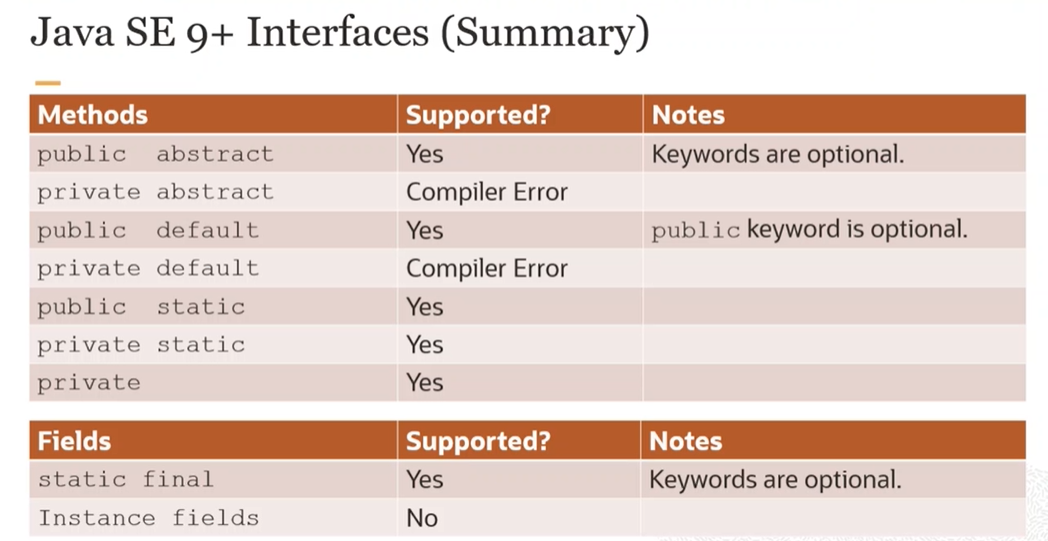 Java SE 9+ Interfaces (Summary)
Methods Supported? Notes
public abstract Yes Keywords are optional.
private abstract Compiler Error
public default Yes public keyword is optional.
private default Compiler Error
public static Yes
private static Yes
private Yes
Fields Supported? Notes
static final Yes Keywords are optional.
Instance fields No